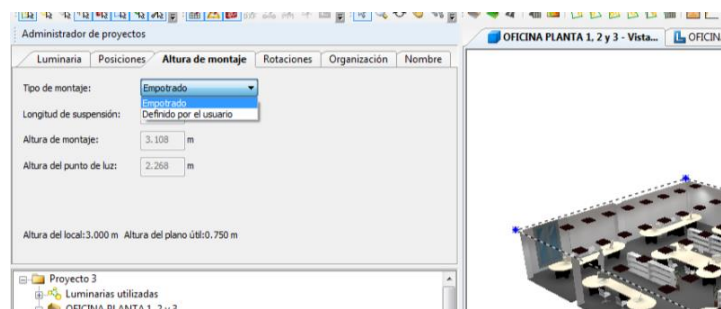 Administrador de proyectos
OFICINA PLANTA 1, 2 y 3 - Vista...
OFICINA
Luminaria
Posiciones
Altura de montaje
Rotaciones
Organización
Nombre
Tipo de montaje:
Empotrado
Empotrado
Definido por el usuario
Longitud de suspensión:
Altura de montaje:
3.108 m
Altura del punto de luz:
2.268 m
Altura del local:3.000 m Altura del plano útil:0.750 m
Proyecto 3
Luminarias utilizadas
OFICINA PLANTA 1, 2 y 3